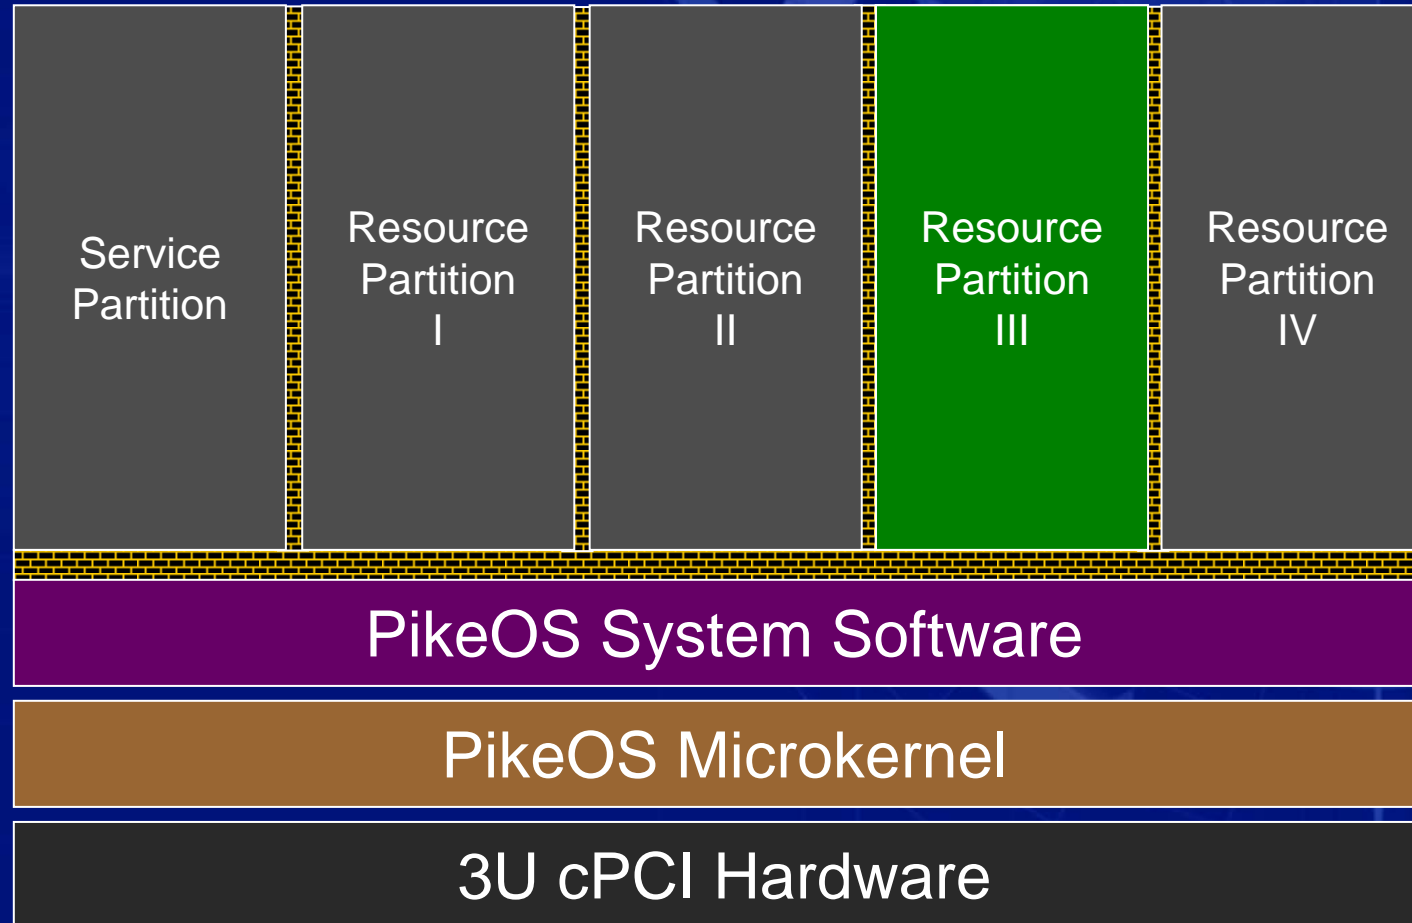 Service
Partition
Resource
Partition
I
Resource
Partition
II
Resource
Partition
III
Resource
Partition
IV
PikeOS System Software
PikeOS Microkernel
3U cPCI Hardware